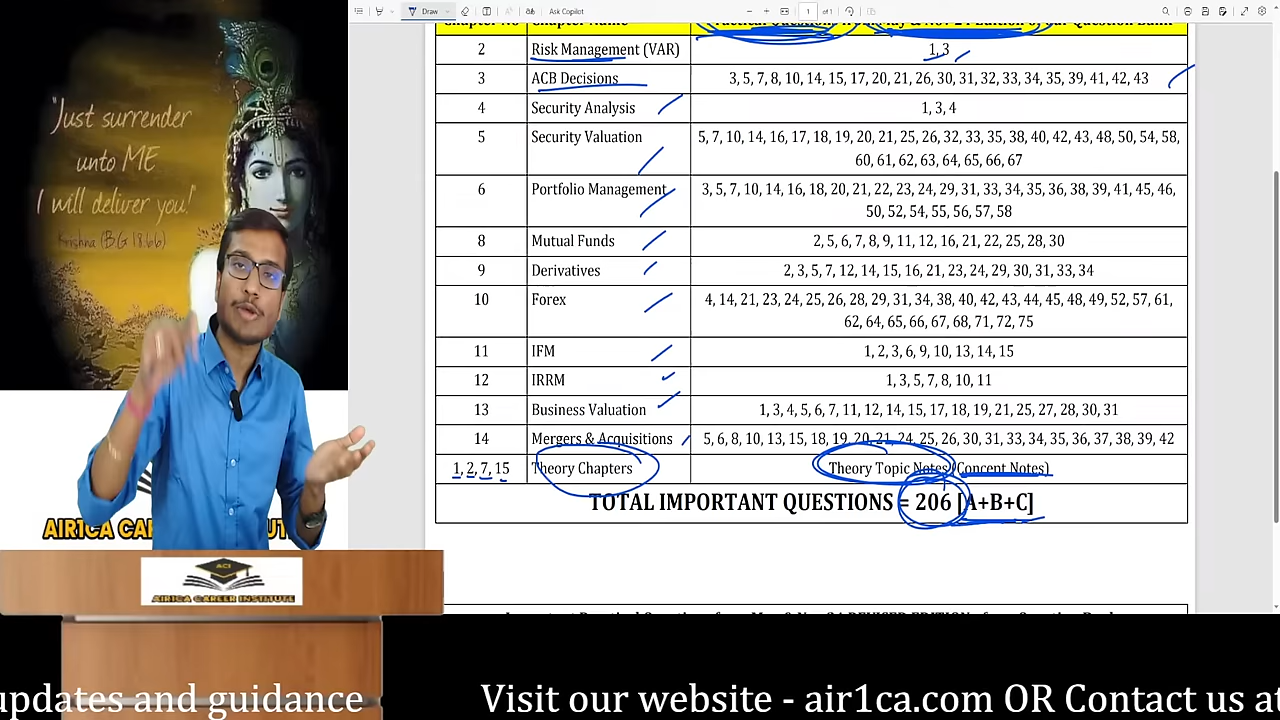 Draw
Ask Copilot
1
of 1
"Just surrender
unto ME
I will deliver you!"
Krishna (BG 18:66)
2 Risk Management (VAR) 1, 3
3 ACB Decisions 3, 5, 7, 8, 10, 14, 15, 17, 20, 21, 26, 30, 31, 32, 33, 34, 35, 39, 41, 42, 43
4 Security Analysis 1, 3, 4
5 Security Valuation 5, 7, 10, 14, 16, 17, 18, 19, 20, 21, 25, 26, 32, 33, 35, 38, 40, 42, 43, 48, 50, 54, 58,
60, 61, 62, 63, 64, 65, 66, 67
6 Portfolio Management 3, 5, 7, 10, 14, 16, 18, 20, 21, 22, 23, 24, 29, 31, 33, 34, 35, 36, 38, 39, 41, 45, 46,
50, 52, 54, 55, 56, 57, 58
8 Mutual Funds 2, 5, 6, 7, 8, 9, 11, 12, 16, 21, 22, 25, 28, 30
9 Derivatives 2, 3, 5, 7, 12, 14, 15, 16, 21, 23, 24, 29, 30, 31, 33, 34
10 Forex 4, 14, 21, 23, 24, 25, 26, 28, 29, 31, 34, 38, 40, 42, 43, 44, 45, 48, 49, 52, 57, 61,
62, 64, 65, 66, 67, 68, 71, 72, 75
11 IFM 1, 2, 3, 6, 9, 10, 13, 14, 15
12 IRRM 1, 3, 5, 7, 8, 10, 11
13 Business Valuation 1, 3, 4, 5, 6, 7, 11, 12, 14, 15, 17, 18, 19, 21, 25, 27, 28, 30, 31
14 Mergers & Acquisitions 5, 6, 8, 10, 13, 15, 18, 19, 20, 21, 24, 25, 26, 30, 31, 33, 34, 35, 36, 37, 38, 39, 42
1, 2, 7, 15 Theory Chapters Theory Topic Notes (Concept Notes)
TOTAL IMPORTANT QUESTIONS = 206 [A+B+C]
AIR1CA CA
ACI
AIR1CA CAREER INSTITUTE
updates and guidance Visit our website - air1ca.com OR Contact us at